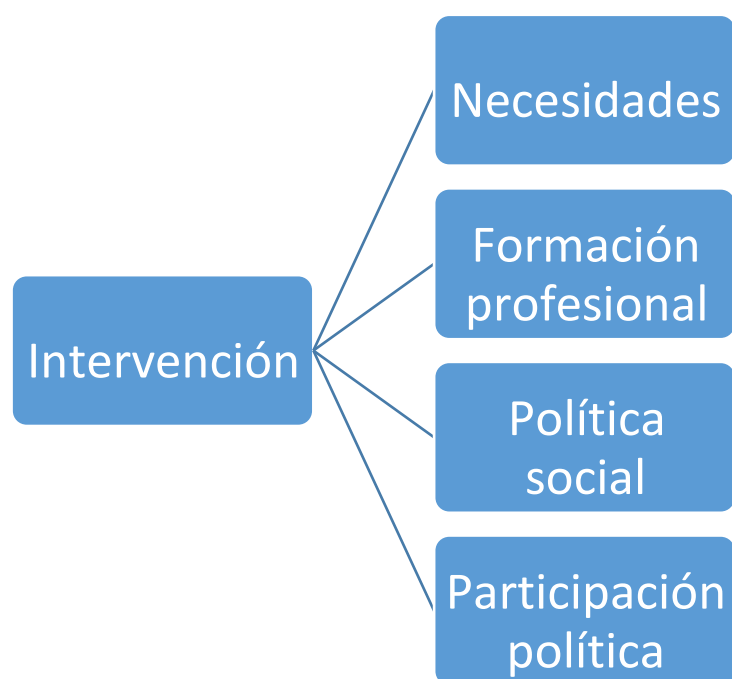 Necesidades
Formación
profesional
Intervención
Política
social
Participación
política